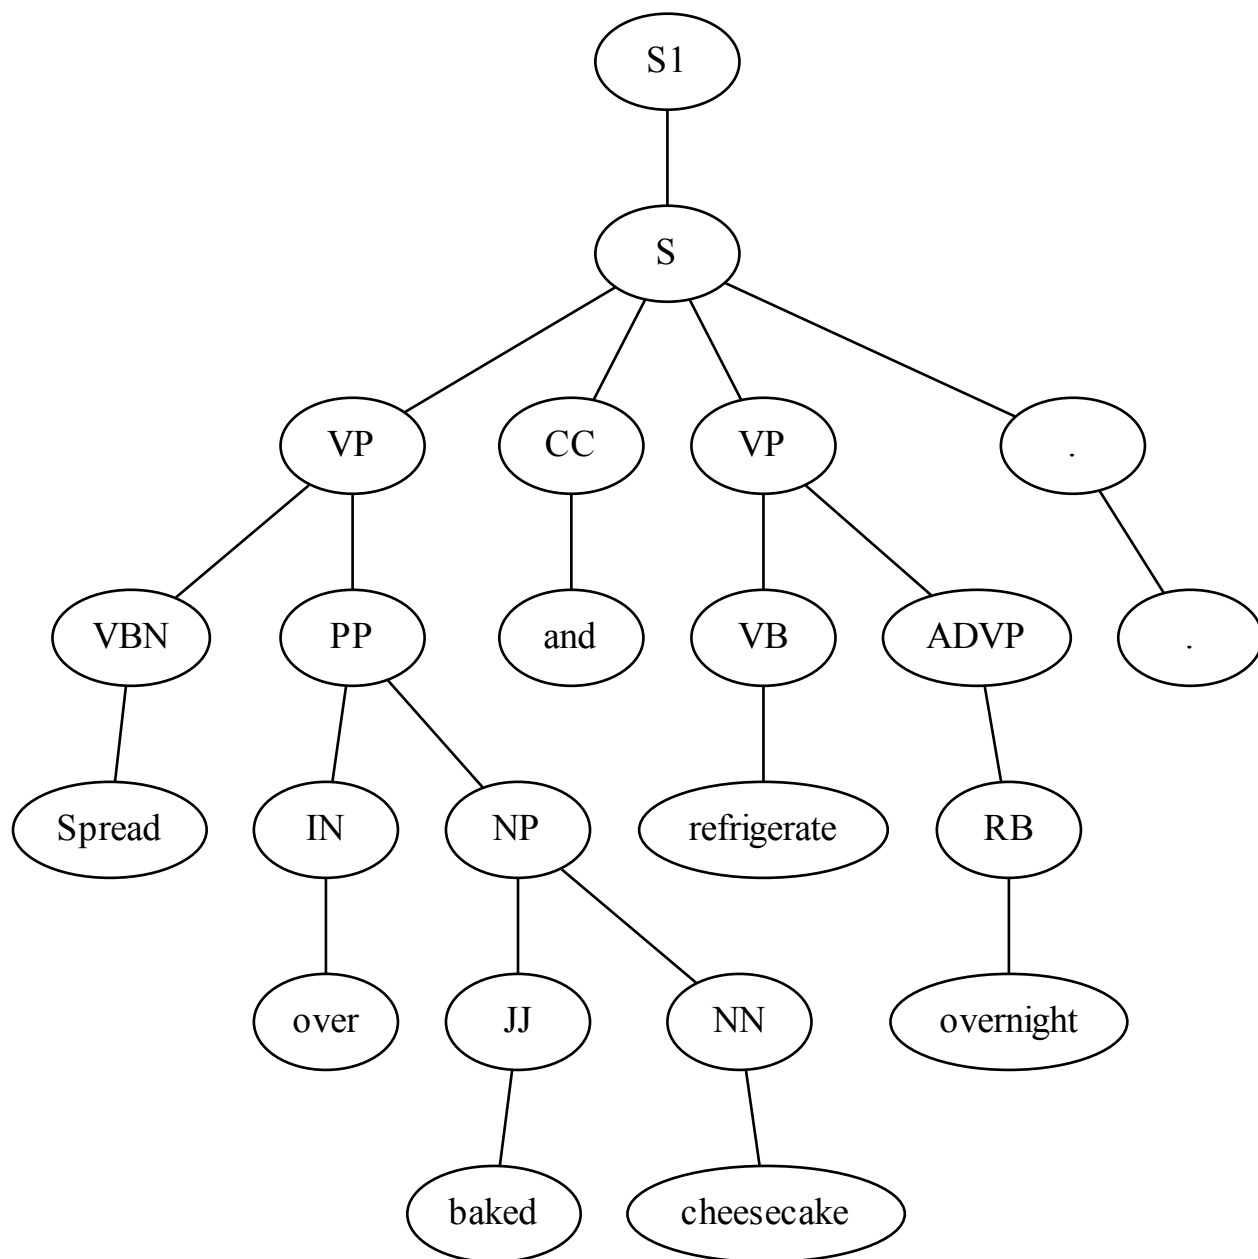 S1
S
VP CC VP .
VBN PP and VB ADVP .
Spread IN NP refrigerate RB
over JJ NN overnight
baked cheesecake